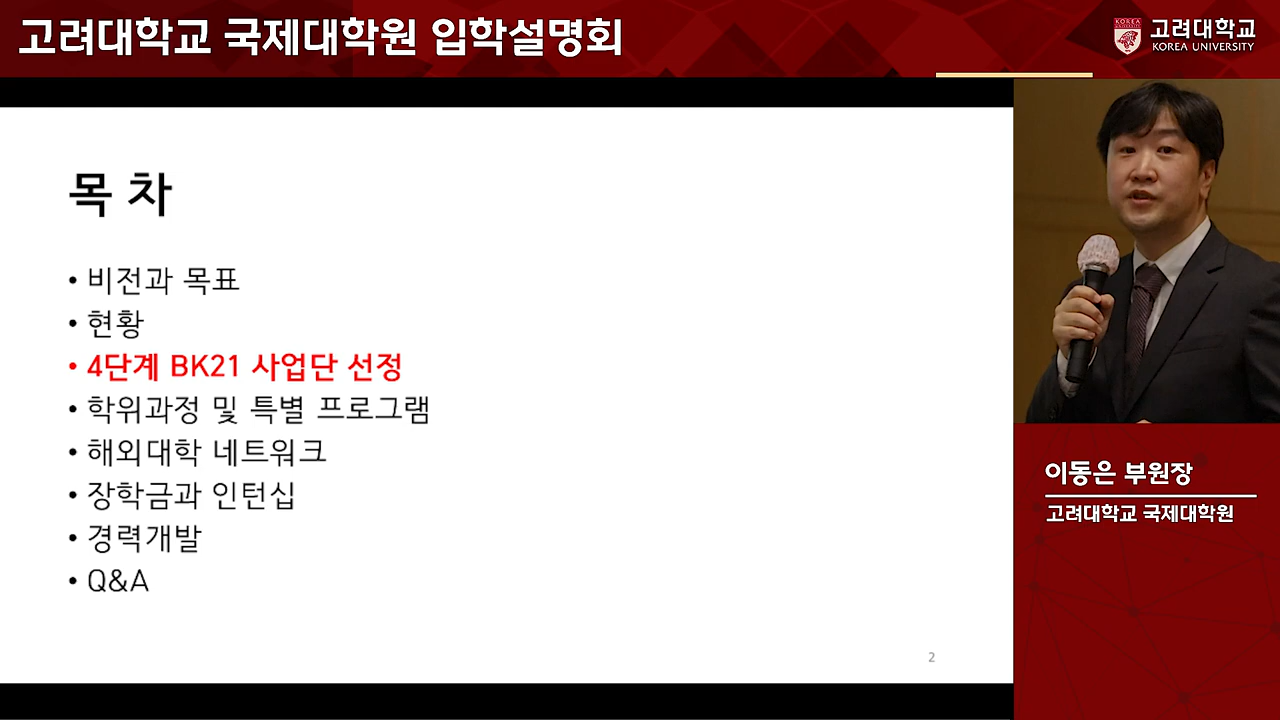 고려대학교 국제대학원 입학설명회
KOREA
UNIVERSITY
고려대학교
KOREA UNIVERSITY
목 차
• 비전과 목표
• 현황
• 4단계 BK21 사업단 선정
• 학위과정 및 특별 프로그램
• 해외대학 네트워크
• 장학금과 인턴십
• 경력개발
• Q&A
2
이동은 부원장
고려대학교 국제대학원